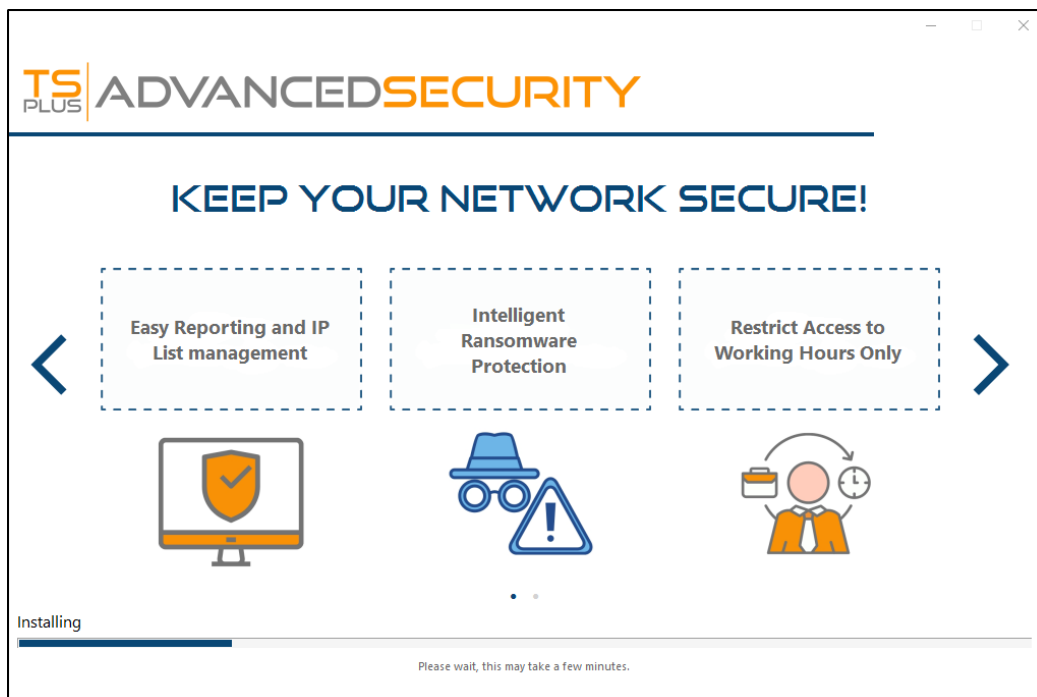 TS PLUS ADVANCEDSECURITY
KEEP YOUR NETWORK SECURE!
Easy Reporting and IP
List management
Intelligent
Ransomware
Protection
Restrict Access to
Working Hours Only
Installing
Please wait, this may take a few minutes.